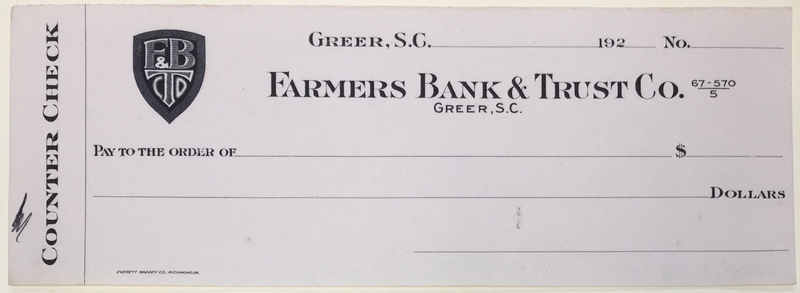 COUNTER CHECK
F&B
TCO
GREER, S.C. 192 No.
FARMERS BANK & TRUST CO. 67-570/5
GREER, S.C.
PAY TO THE ORDER OF $
DOLLARS
EVERETT WADDEY CO., RICHMOND, VA.